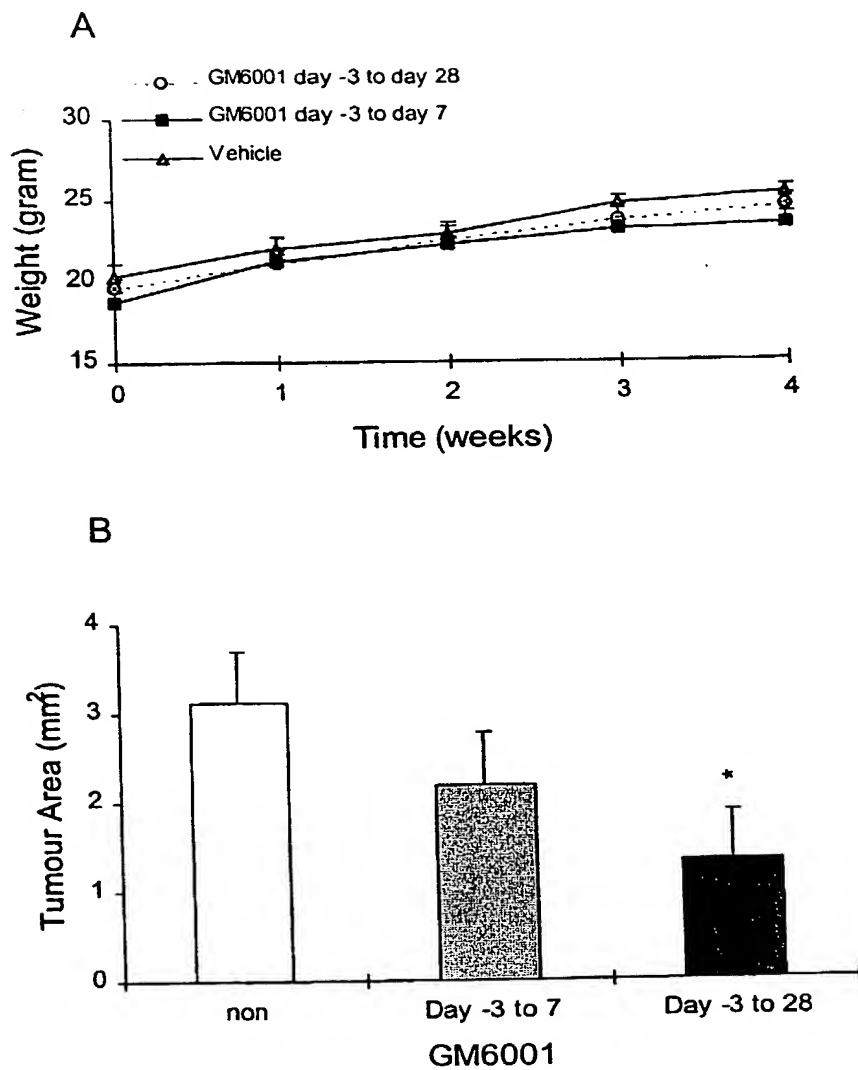 A
GM6001 day -3 to day 28
GM6001 day -3 to day 7
Vehicle
30
25
20
15
Weight (gram)
0 1 2 3 4
Time (weeks)
B
4
3
2
1
0
Tumour Area (mm²)
*
non Day -3 to 7 Day -3 to 28
GM6001